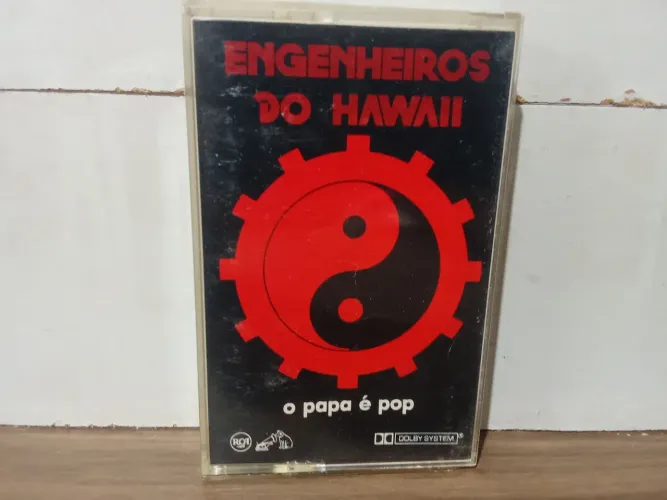 ENGENHEIROS
DO HAWAII
o papa é pop
RCA
DOLBY SYSTEM®